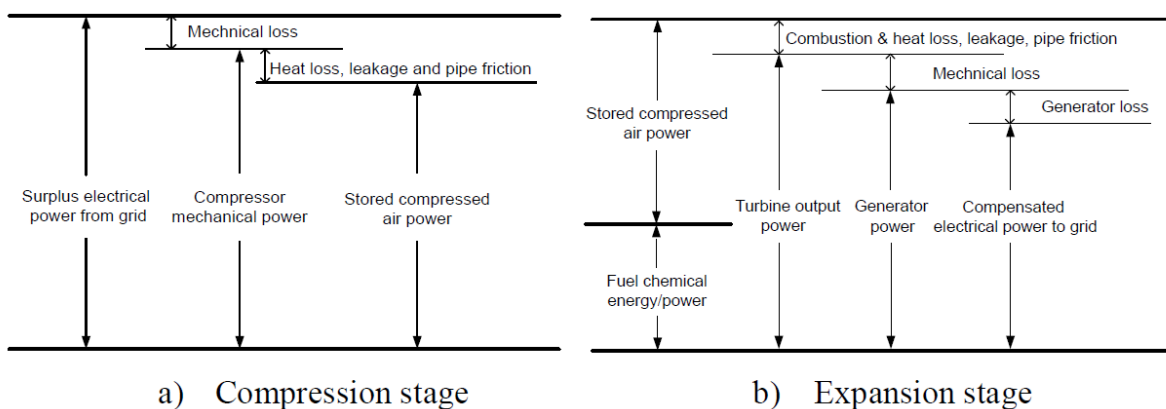 Mechnical loss
Heat loss, leakage and pipe friction
Surplus electrical
power from grid
Compressor
mechanical power
Stored compressed
air power
a) Compression stage
Combustion & heat loss, leakage, pipe friction
Mechnical loss
Generator loss
Stored compressed
air power
Turbine output
power
Generator
power
Compensated
electrical power to grid
Fuel chemical
energy/power
b) Expansion stage